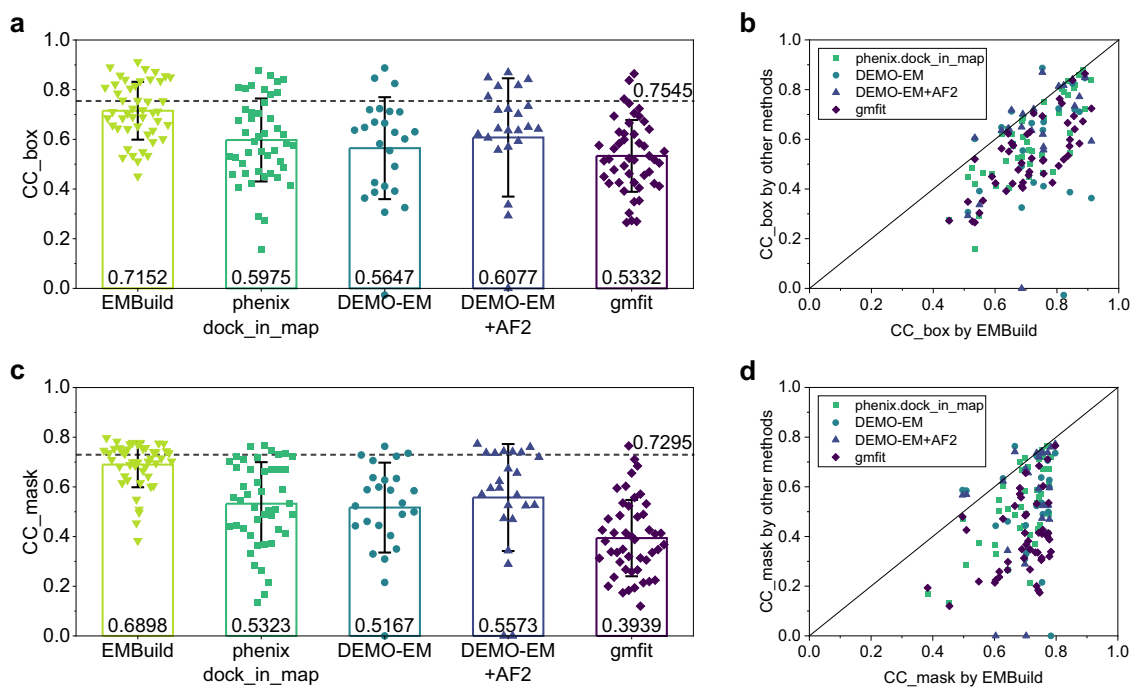 a
1.0
0.8
0.6
0.4
0.2
0.0
CC_box
0.7545
0.7152
0.5975
0.5647
0.6077
0.5332
EMBuild
phenix
dock_in_map
DEMO-EM
DEMO-EM
+AF2
gmfit
b
1.0
0.8
0.6
0.4
0.2
0.0
CC_box by other methods
phenix.dock_in_map
DEMO-EM
DEMO-EM+AF2
gmfit
0.0 0.2 0.4 0.6 0.8 1.0
CC_box by EMBuild
c
1.0
0.8
0.6
0.4
0.2
0.0
CC_mask
0.7295
0.6898
0.5323
0.5167
0.5573
0.3939
EMBuild
phenix
dock_in_map
DEMO-EM
DEMO-EM
+AF2
gmfit
d
1.0
0.8
0.6
0.4
0.2
0.0
CC_mask by other methods
phenix.dock_in_map
DEMO-EM
DEMO-EM+AF2
gmfit
0.0 0.2 0.4 0.6 0.8 1.0
CC_mask by EMBuild